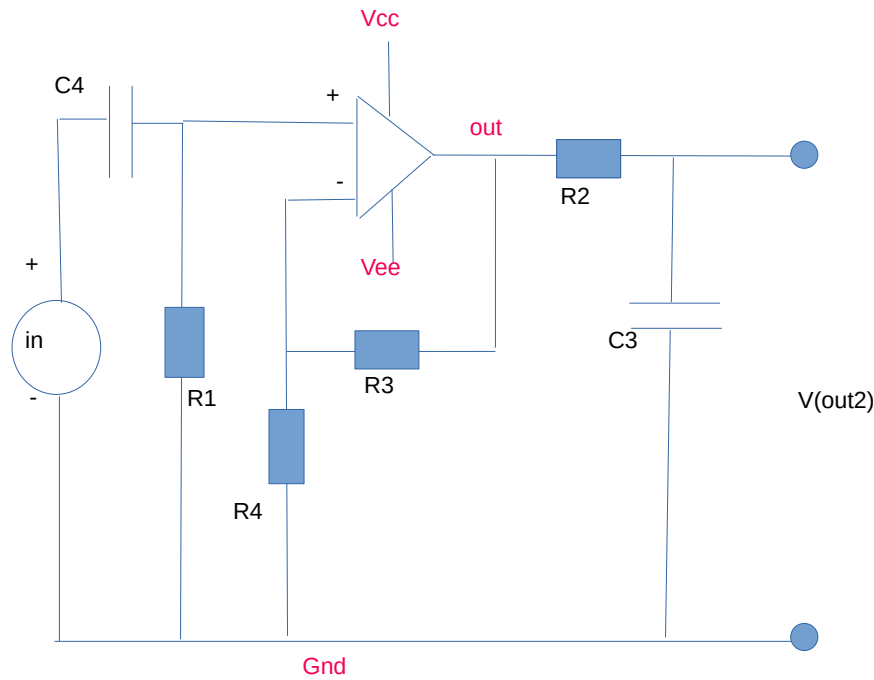 Vcc
C4
+
out
-
R2
+
Vee
in
C3
R3
-
R1
V(out2)
R4
Gnd